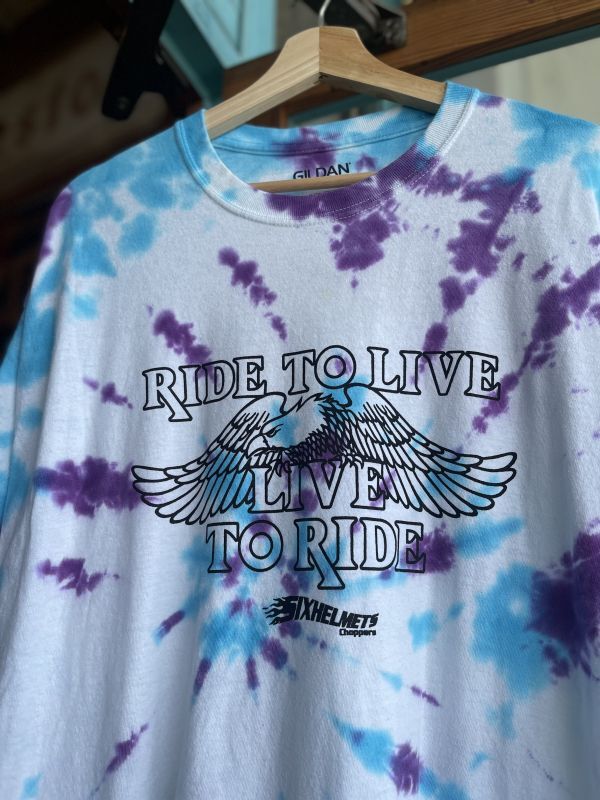 GILDAN
RIDE TO LIVE
LIVE
TO RIDE
SIXHELMETS
Choppers